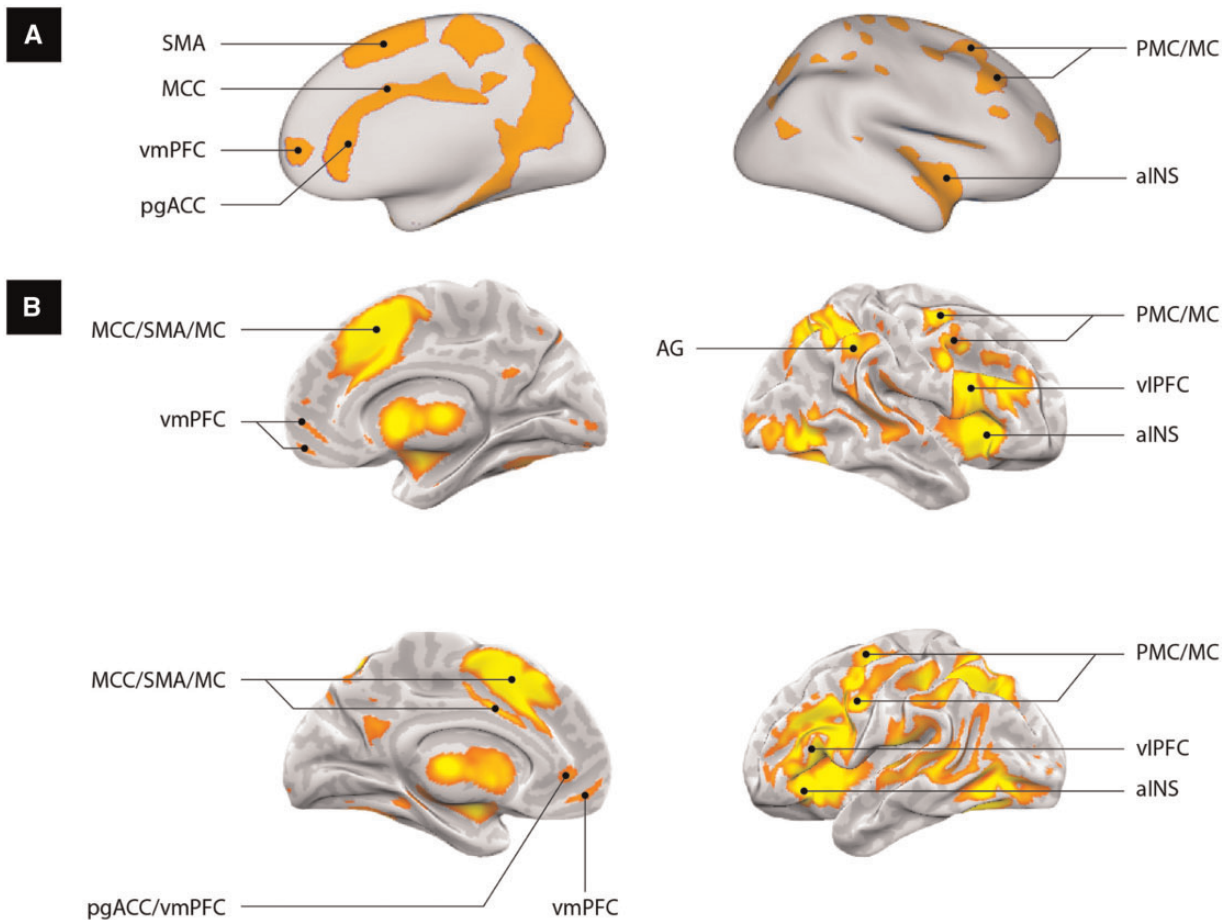 A
SMA
MCC
vmPFC
pgACC
PMC/MC
aINS
B
MCC/SMA/MC
vmPFC
AG
PMC/MC
vlPFC
aINS
MCC/SMA/MC
pgACC/vmPFC
vmPFC
PMC/MC
vlPFC
aINS